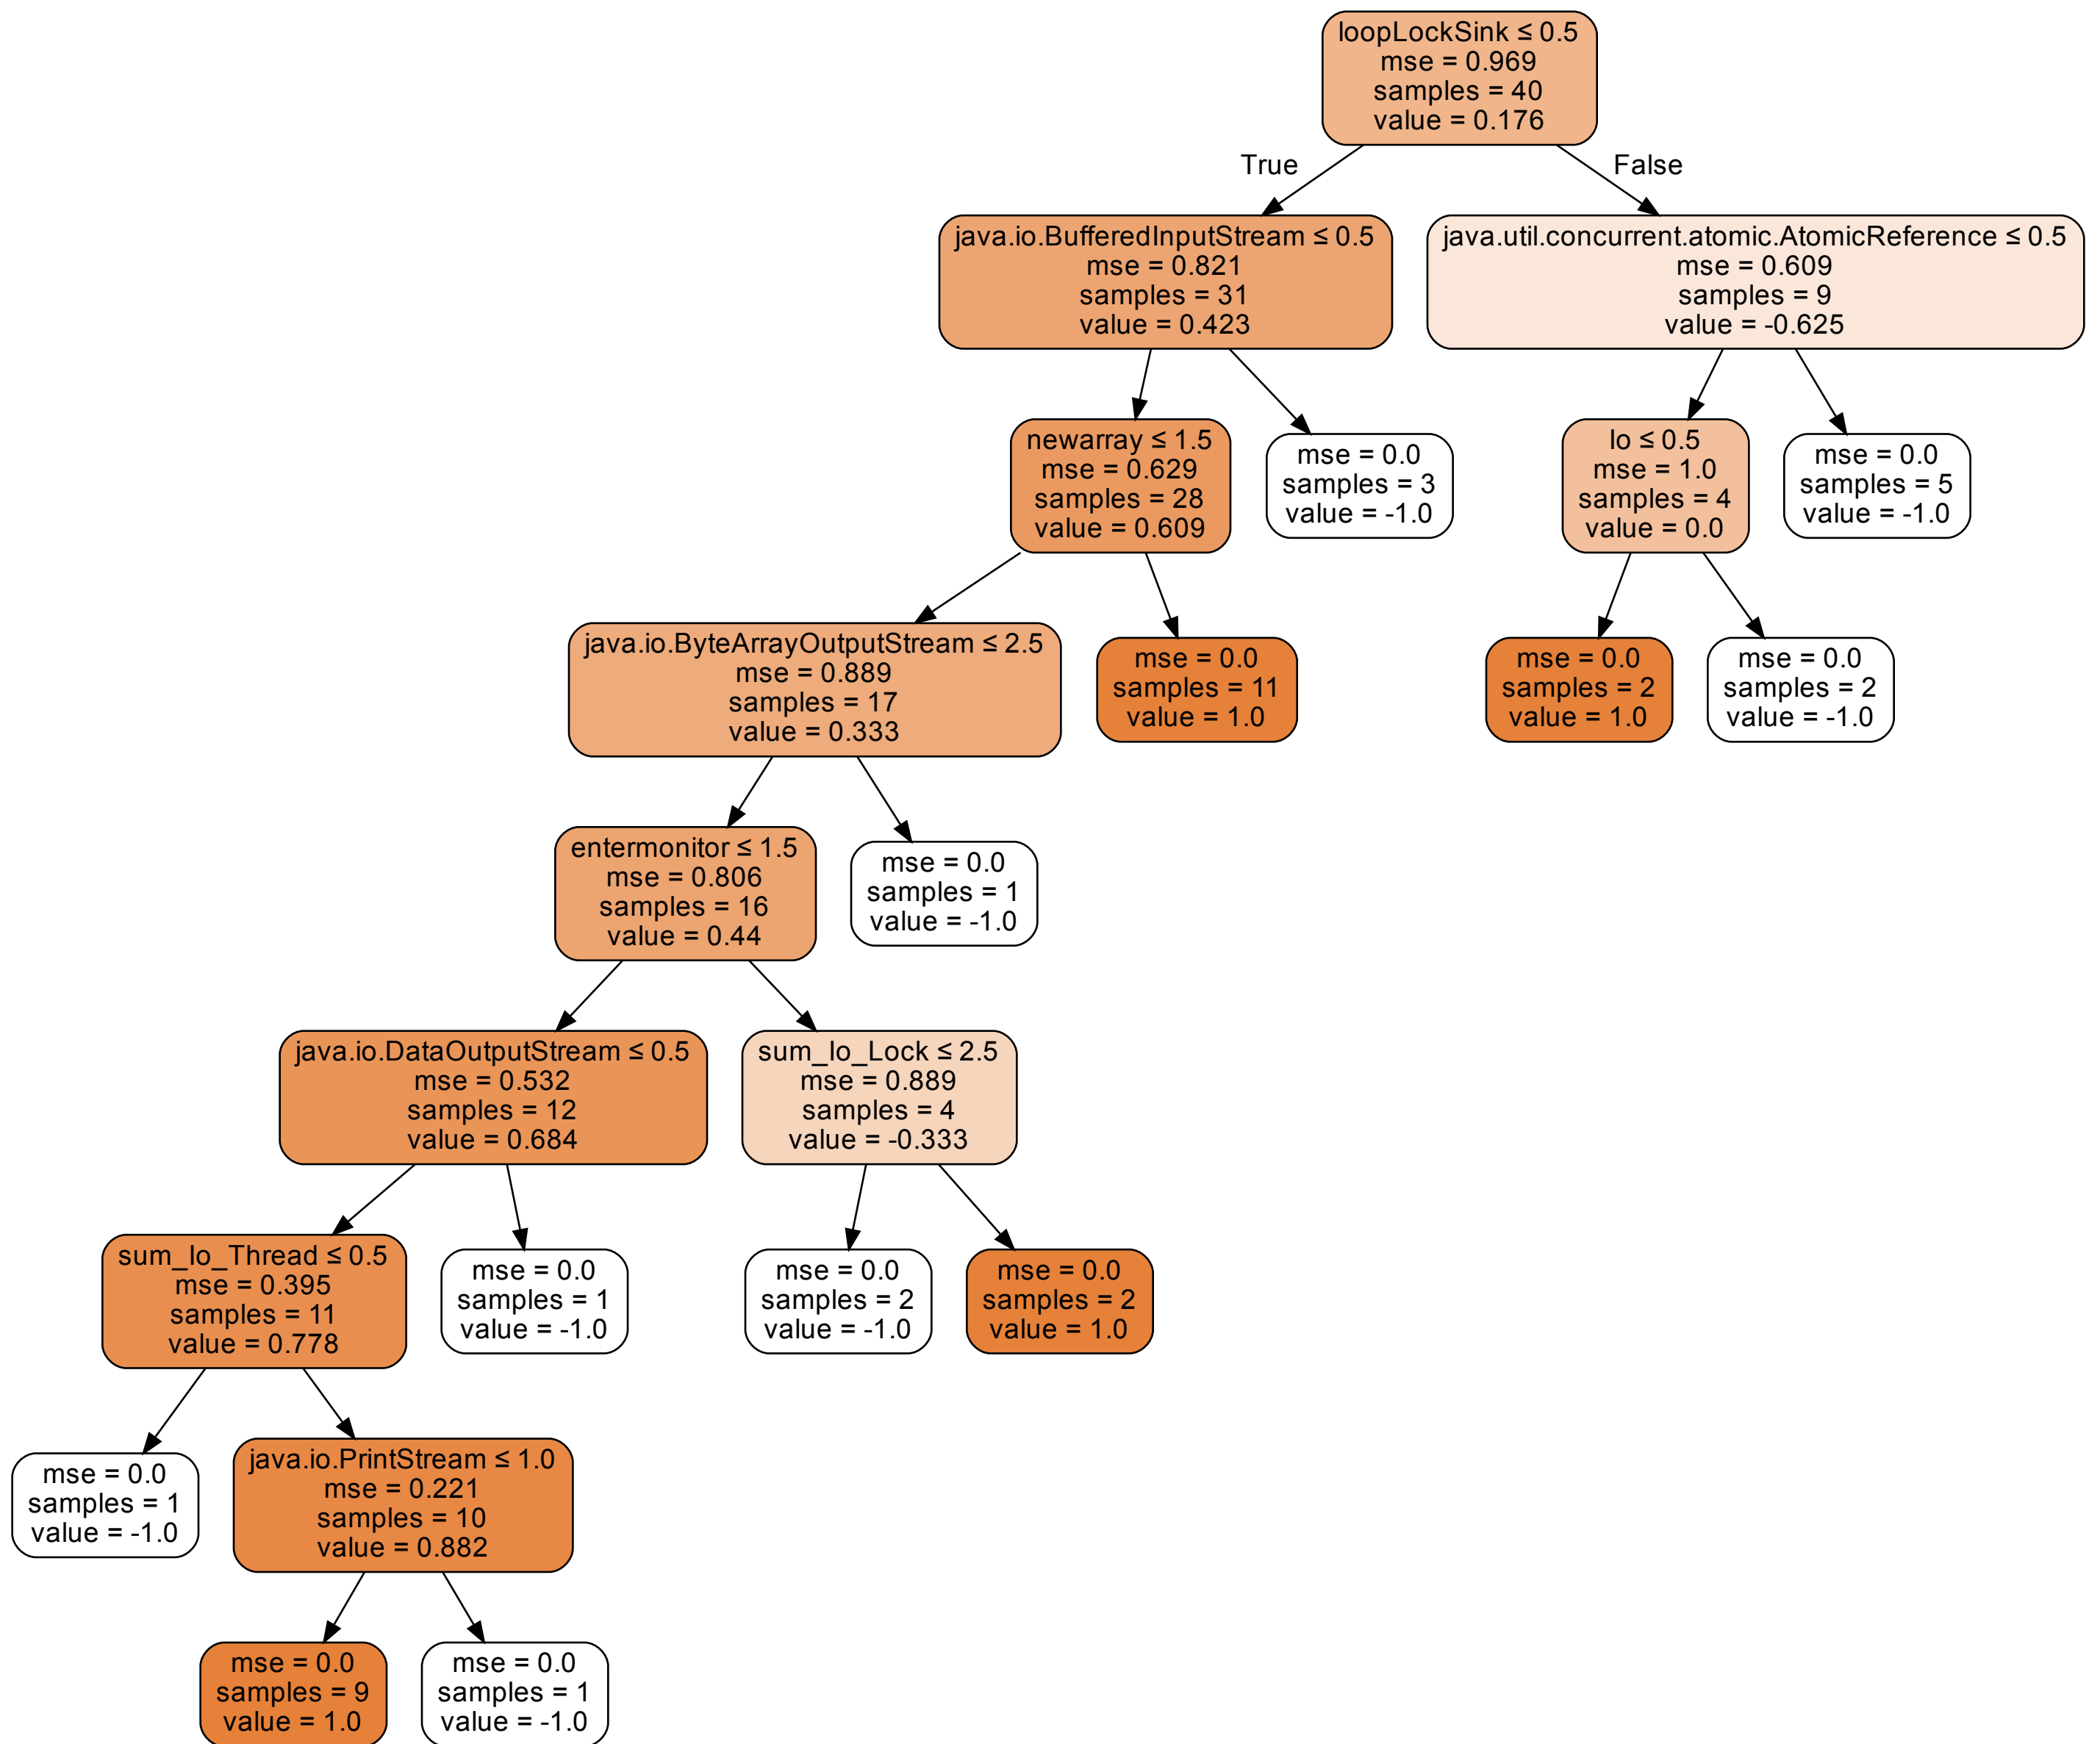 loopLockSink ≤ 0.5
mse = 0.969
samples = 40
value = 0.176
True
False
java.io.BufferedInputStream ≤ 0.5
mse = 0.821
samples = 31
value = 0.423
java.util.concurrent.atomic.AtomicReference ≤ 0.5
mse = 0.609
samples = 9
value = -0.625
newarray ≤ 1.5
mse = 0.629
samples = 28
value = 0.609
mse = 0.0
samples = 3
value = -1.0
Io ≤ 0.5
mse = 1.0
samples = 4
value = 0.0
mse = 0.0
samples = 5
value = -1.0
java.io.ByteArrayOutputStream ≤ 2.5
mse = 0.889
samples = 17
value = 0.333
mse = 0.0
samples = 11
value = 1.0
mse = 0.0
samples = 2
value = 1.0
mse = 0.0
samples = 2
value = -1.0
entermonitor ≤ 1.5
mse = 0.806
samples = 16
value = 0.44
mse = 0.0
samples = 1
value = -1.0
java.io.DataOutputStream ≤ 0.5
mse = 0.532
samples = 12
value = 0.684
sum_Io_Lock ≤ 2.5
mse = 0.889
samples = 4
value = -0.333
sum_Io_Thread ≤ 0.5
mse = 0.395
samples = 11
value = 0.778
mse = 0.0
samples = 1
value = -1.0
mse = 0.0
samples = 2
value = -1.0
mse = 0.0
samples = 2
value = 1.0
mse = 0.0
samples = 1
value = -1.0
java.io.PrintStream ≤ 1.0
mse = 0.221
samples = 10
value = 0.882
mse = 0.0
samples = 9
value = 1.0
mse = 0.0
samples = 1
value = -1.0